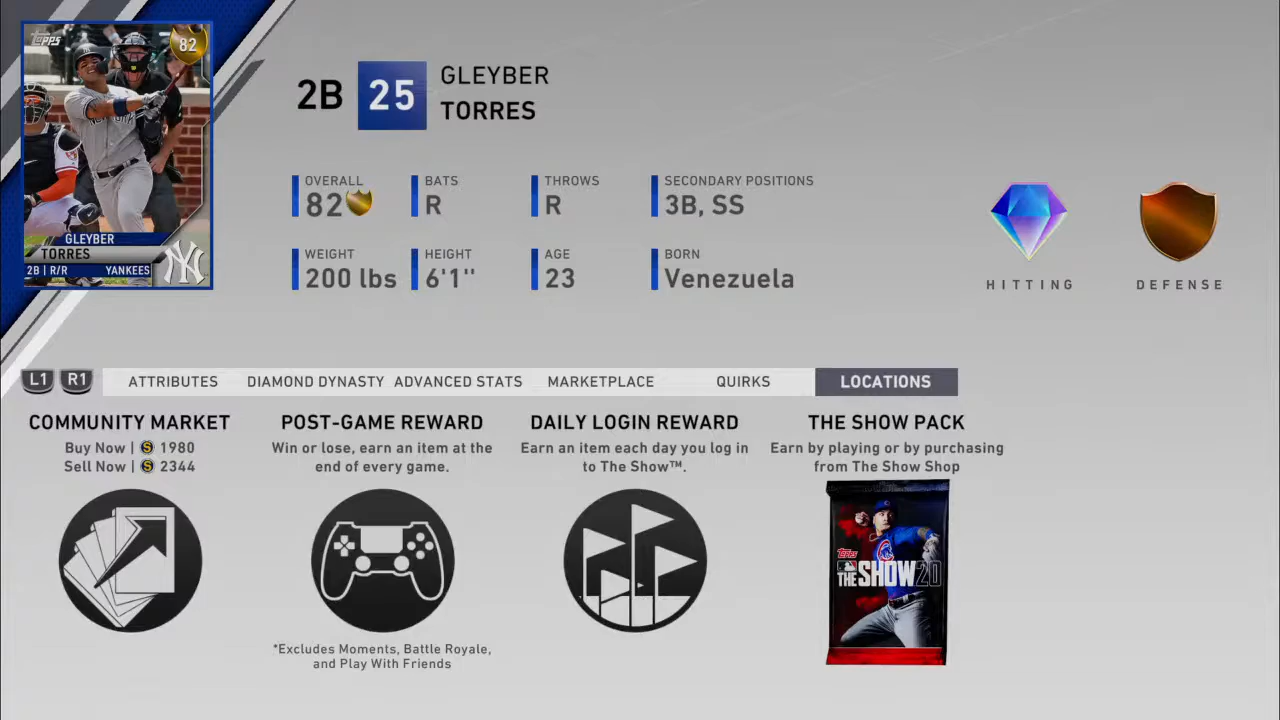 Topps
82
GLEYBER
TORRES
2B | R/R YANKEES
2B 25 GLEYBER
TORRES
OVERALL BATS THROWS SECONDARY POSITIONS
82 R R 3B, SS
WEIGHT HEIGHT AGE BORN
200 lbs 6'1'' 23 Venezuela
HITTING DEFENSE
L1 R1 ATTRIBUTES DIAMOND DYNASTY ADVANCED STATS MARKETPLACE QUIRKS LOCATIONS
COMMUNITY MARKET
Buy Now | S 1980
Sell Now | S 2344
POST-GAME REWARD
Win or lose, earn an item at the
end of every game.
*Excludes Moments, Battle Royale,
and Play With Friends
DAILY LOGIN REWARD
Earn an item each day you log in
to The Show™.
THE SHOW PACK
Earn by playing or by purchasing
from The Show Shop
Topps
THE SHOW 20